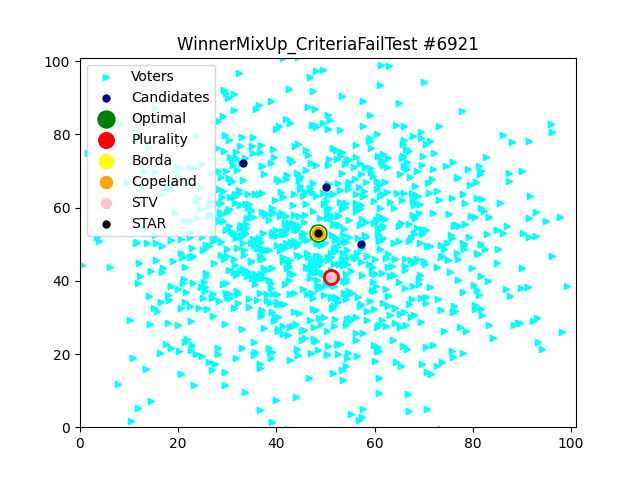 WinnerMixUp_CriteriaFailTest #6921
100
80
60
40
20
0
0
20
40
60
80
100
Voters
Candidates
Optimal
Plurality
Borda
Copeland
STV
STAR